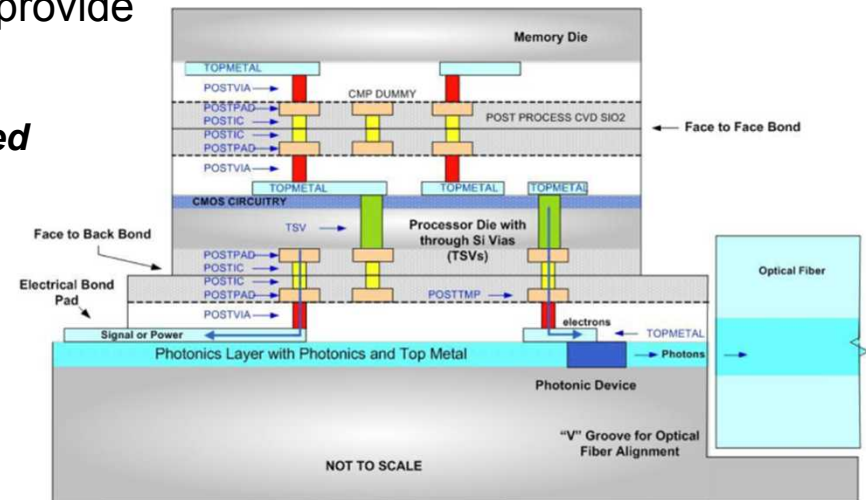 provide
ed
Memory Die
TOPMETAL
POSTVIA
CMP DUMMY
POSTPAD
POSTIC
POST PROCESS CVD SIO2
POSTIC
Face to Face Bond
POSTPAD
POSTVIA
TOPMETAL
TOPMETAL
TOPMETAL
CMOS CIRCUITRY
TSV
Processor Die with
through Si Vias
(TSVs)
Face to Back Bond
POSTPAD
POSTIC
POSTIC
POSTPAD
POSTTMP
Electrical Bond
Pad
POSTVIA
electrons
Signal or Power
TOPMETAL
Photonics Layer with Photonics and Top Metal
Photons
Optical Fiber
Photonic Device
“V” Groove for Optical
Fiber Alignment
NOT TO SCALE